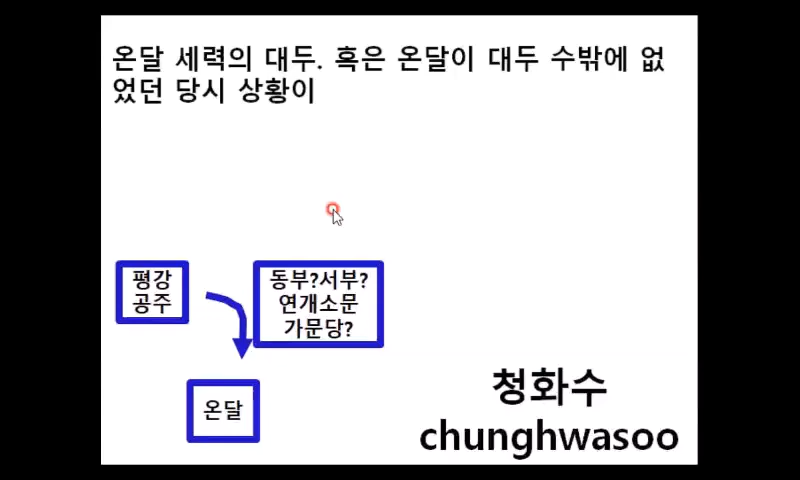 온달 세력의 대두. 혹은 온달이 대두 수밖에 없
었던 당시 상황이
평강
공주
동부?서부?
연개소문
가문당?
온달
청화수
chunghwasoo